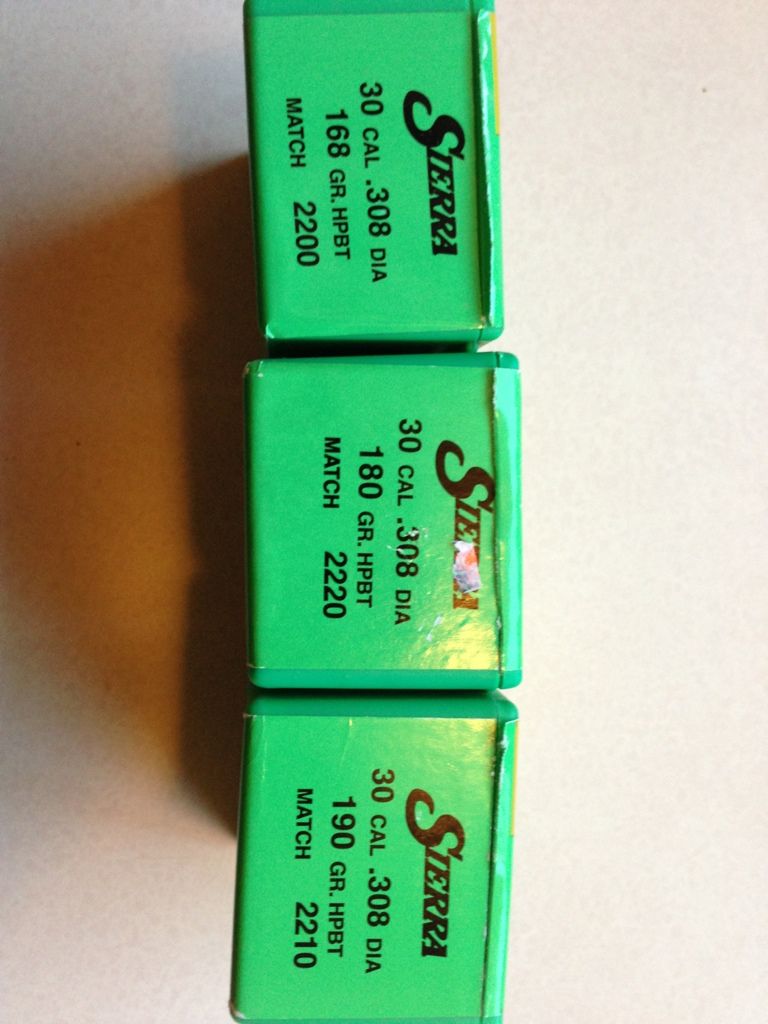 SIERRA
30 CAL .308 DIA
168 GR. HPBT
MATCH 2200
SIERRA
30 CAL .308 DIA
180 GR. HPBT
MATCH 2220
SIERRA
30 CAL .308 DIA
190 GR. HPBT
MATCH 2210